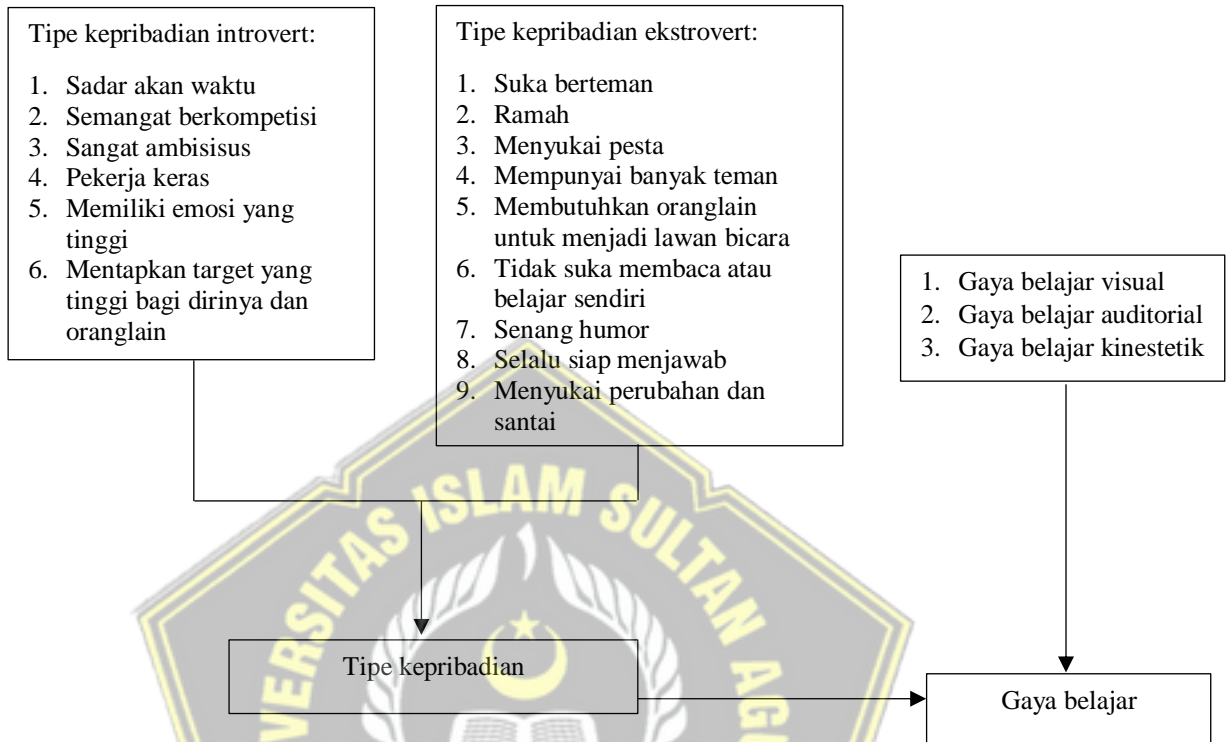 Tipe kepribadian introvert:
1. Sadar akan waktu
2. Semangat berkompetisi
3. Sangat ambisisus
4. Pekerja keras
5. Memiliki emosi yang
tinggi
6. Mentapkan target yang
tinggi bagi dirinya dan
oranglain
Tipe kepribadian ekstrovert:
1. Suka berteman
2. Ramah
3. Menyukai pesta
4. Mempunyai banyak teman
5. Membutuhkan oranglain
untuk menjadi lawan bicara
6. Tidak suka membaca atau
belajar sendiri
7. Senang humor
8. Selalu siap menjawab
9. Menyukai perubahan dan
santai
1. Gaya belajar visual
2. Gaya belajar auditorial
3. Gaya belajar kinestetik
ISLAM SULTAN
Tipe kepribadian
Gaya belajar